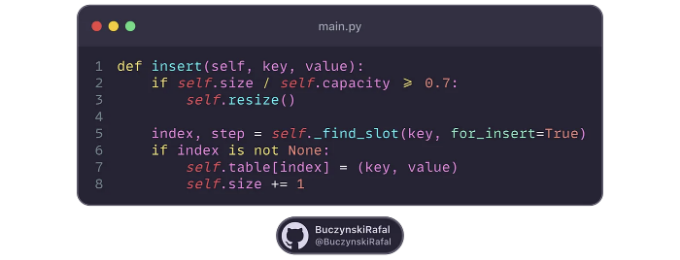 main.py
1 def insert(self, key, value):
2     if self.size / self.capacity ≥ 0.7:
3         self.resize()
4
5     index, step = self._find_slot(key, for_insert=True)
6     if index is not None:
7         self.table[index] = (key, value)
8         self.size += 1
BuczynskiRafal
@BuczynskiRafal